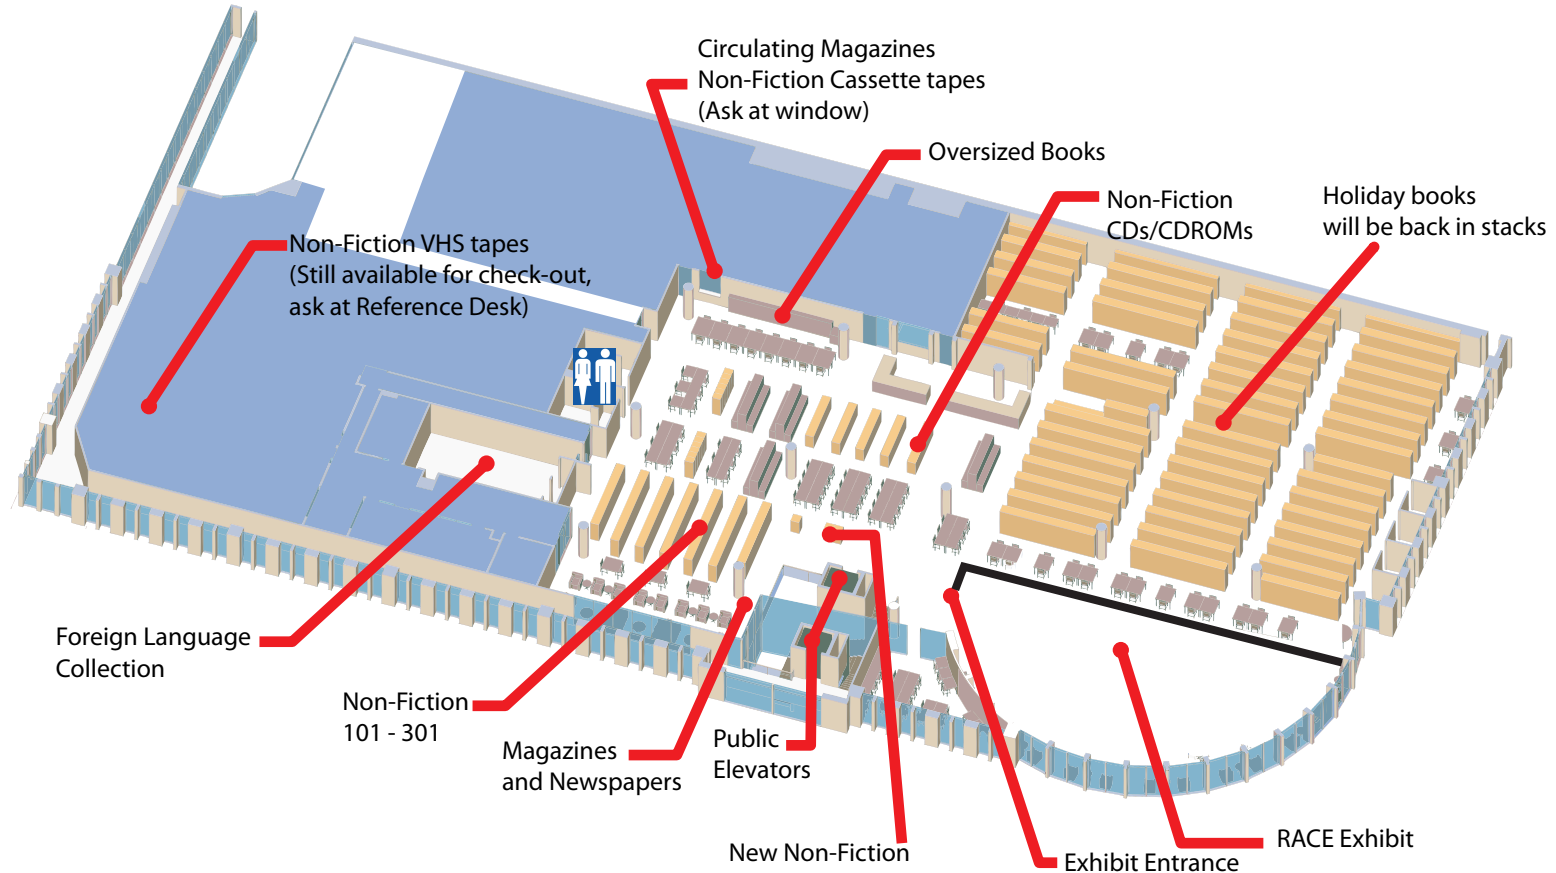 Circulating Magazines
Non-Fiction Cassette tapes
(Ask at window)
Oversized Books
Non-Fiction
CDs/CDROMs
Holiday books
will be back in stacks
Non-Fiction VHS tapes
(Still available for check-out,
ask at Reference Desk)
Foreign Language
Collection
Non-Fiction
101 - 301
Magazines
and Newspapers
Public
Elevators
New Non-Fiction
Exhibit Entrance
RACE Exhibit